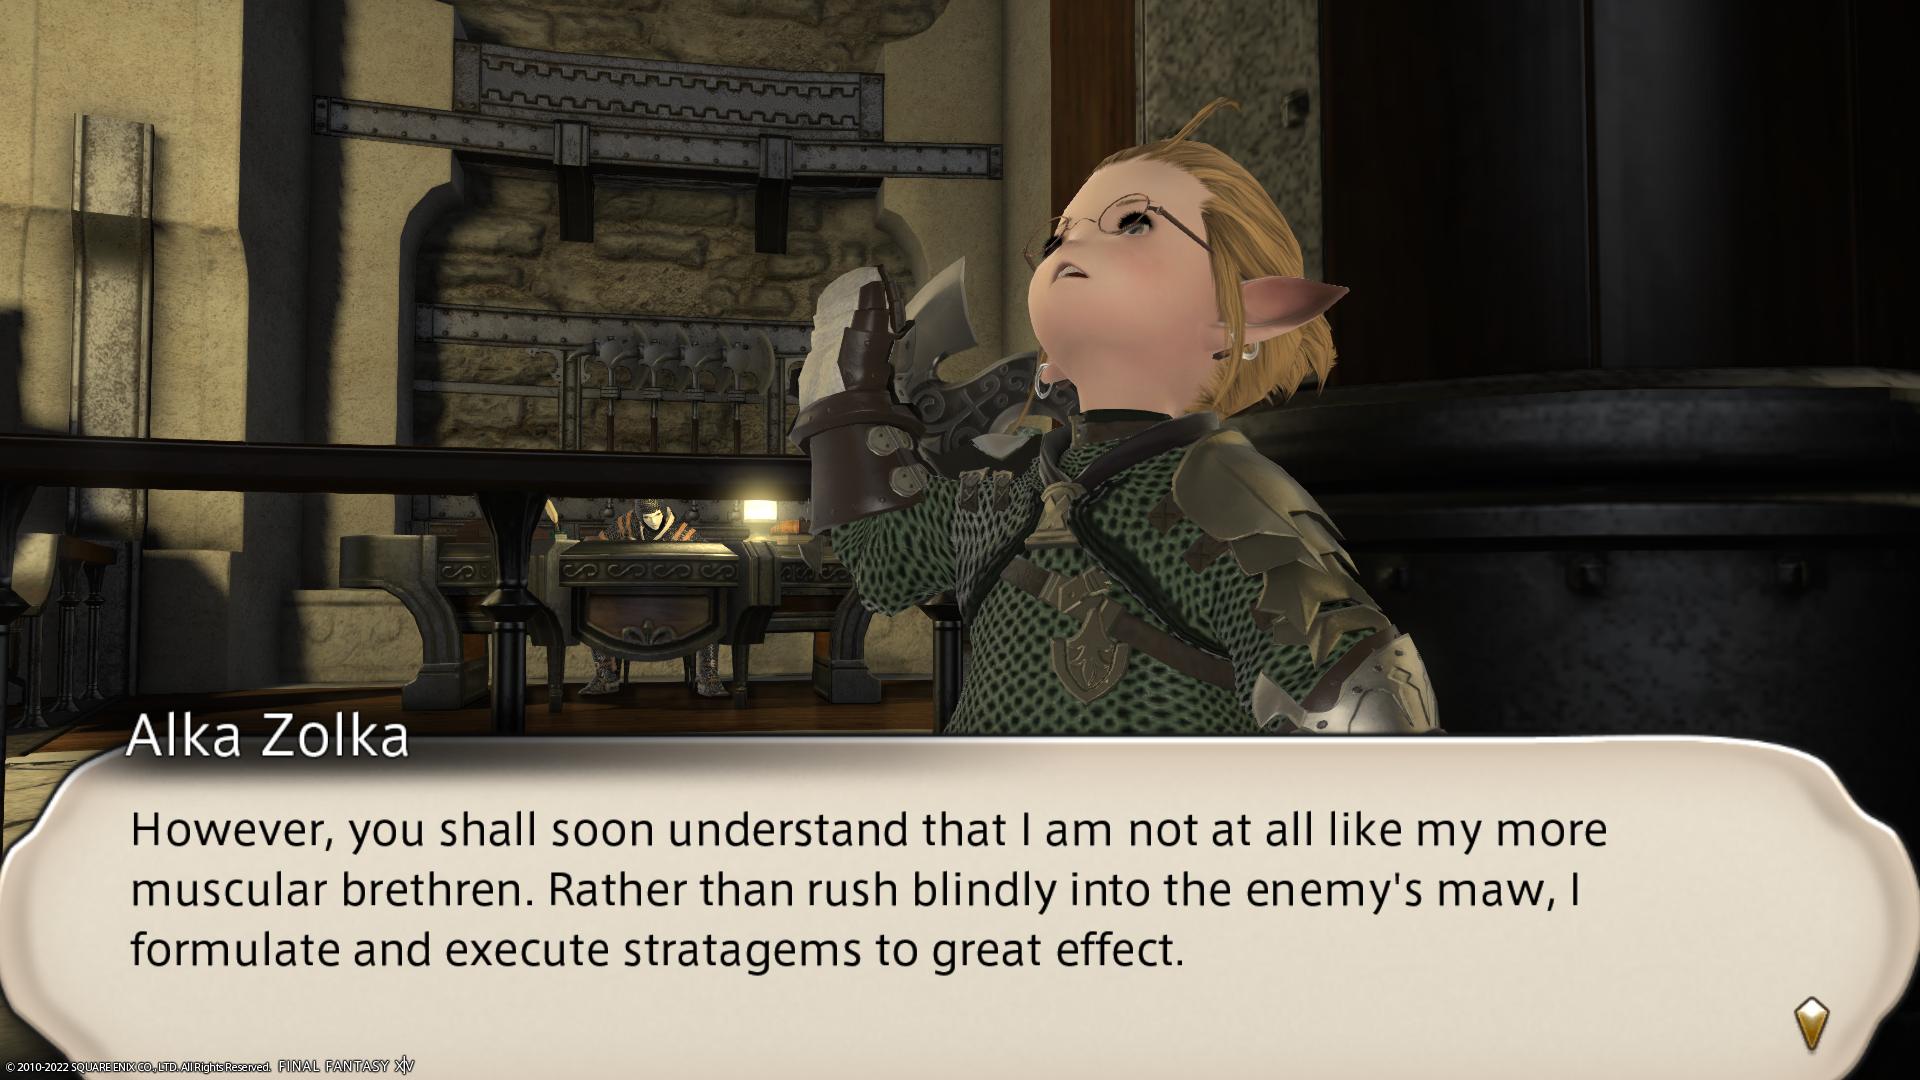 Alka Zolka
However, you shall soon understand that I am not at all like my more
muscular brethren. Rather than rush blindly into the enemy's maw, I
formulate and execute stratagems to great effect.
© 2010-2022 SQUARE ENIX CO., LTD. All Rights Reserved. FINAL FANTASY XIV